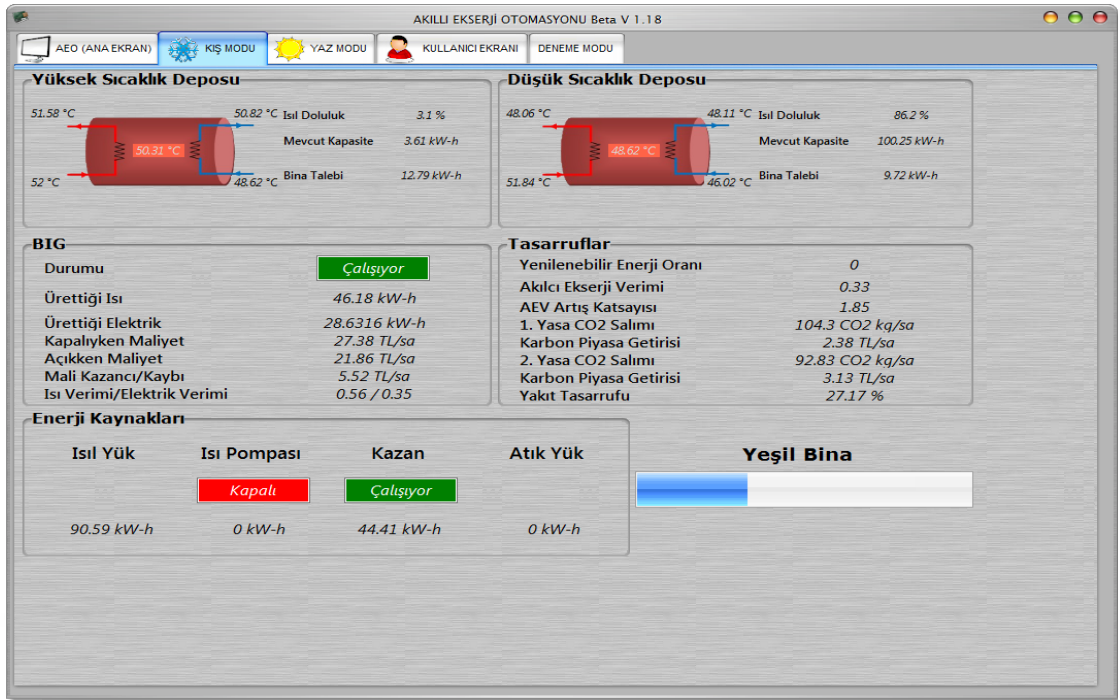 AKILLI EKSERJİ OTOMASYONU Beta V 1.18
AEO (ANA EKRAN) KIŞ MODU YAZ MODU KULLANICI EKRANI DENEME MODU
Yüksek Sıcaklık Deposu
51.58 °C 50.82 °C Isıl Doluluk 3.1 %
50.31 °C Mevcut Kapasite 3.61 kW-h
52 °C 48.62 °C Bina Talebi 12.79 kW-h
Düşük Sıcaklık Deposu
48.06 °C 48.11 °C Isıl Doluluk 86.2 %
48.62 °C Mevcut Kapasite 100.25 kW-h
51.84 °C 46.02 °C Bina Talebi 9.72 kW-h
BIG
Durumu Çalışıyor
Ürettiği Isı 46.18 kW-h
Ürettiği Elektrik 28.6316 kW-h
Kapalıyken Maliyet 27.38 TL/sa
Açıkken Maliyet 21.86 TL/sa
Mali Kazancı/Kaybı 5.52 TL/sa
Isı Verimi/Elektrik Verimi 0.56 / 0.35
Tasarruflar
Yenilenebilir Enerji Oranı 0
Akılcı Ekserji Verimi 0.33
AEV Artış Katsayısı 1.85
1. Yasa CO2 Salımı 104.3 CO2 kg/sa
Karbon Piyasa Getirisi 2.38 TL/sa
2. Yasa CO2 Salımı 92.83 CO2 kg/sa
Karbon Piyasa Getirisi 3.13 TL/sa
Yakıt Tasarrufu 27.17 %
Enerji Kaynakları
Isıl Yük Isı Pompası Kazan Atık Yük
Kapalı Çalışıyor
90.59 kW-h 0 kW-h 44.41 kW-h 0 kW-h
Yeşil Bina